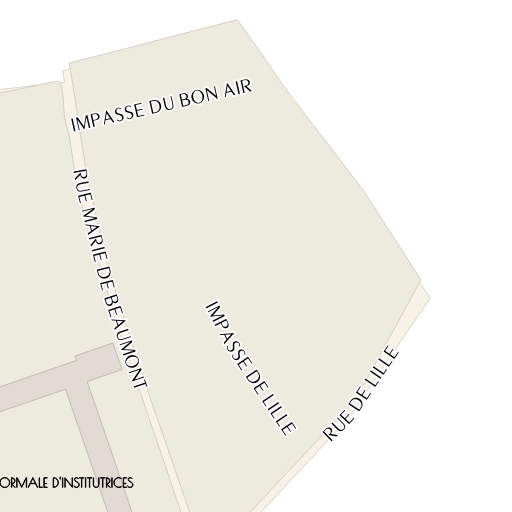 IMPASSE DU BON AIR
RUE MARIE DE BEAUMONT
IMPASSE DE LILLE
RUE DE LILLE
ORMALE D'INSTITUTRICES